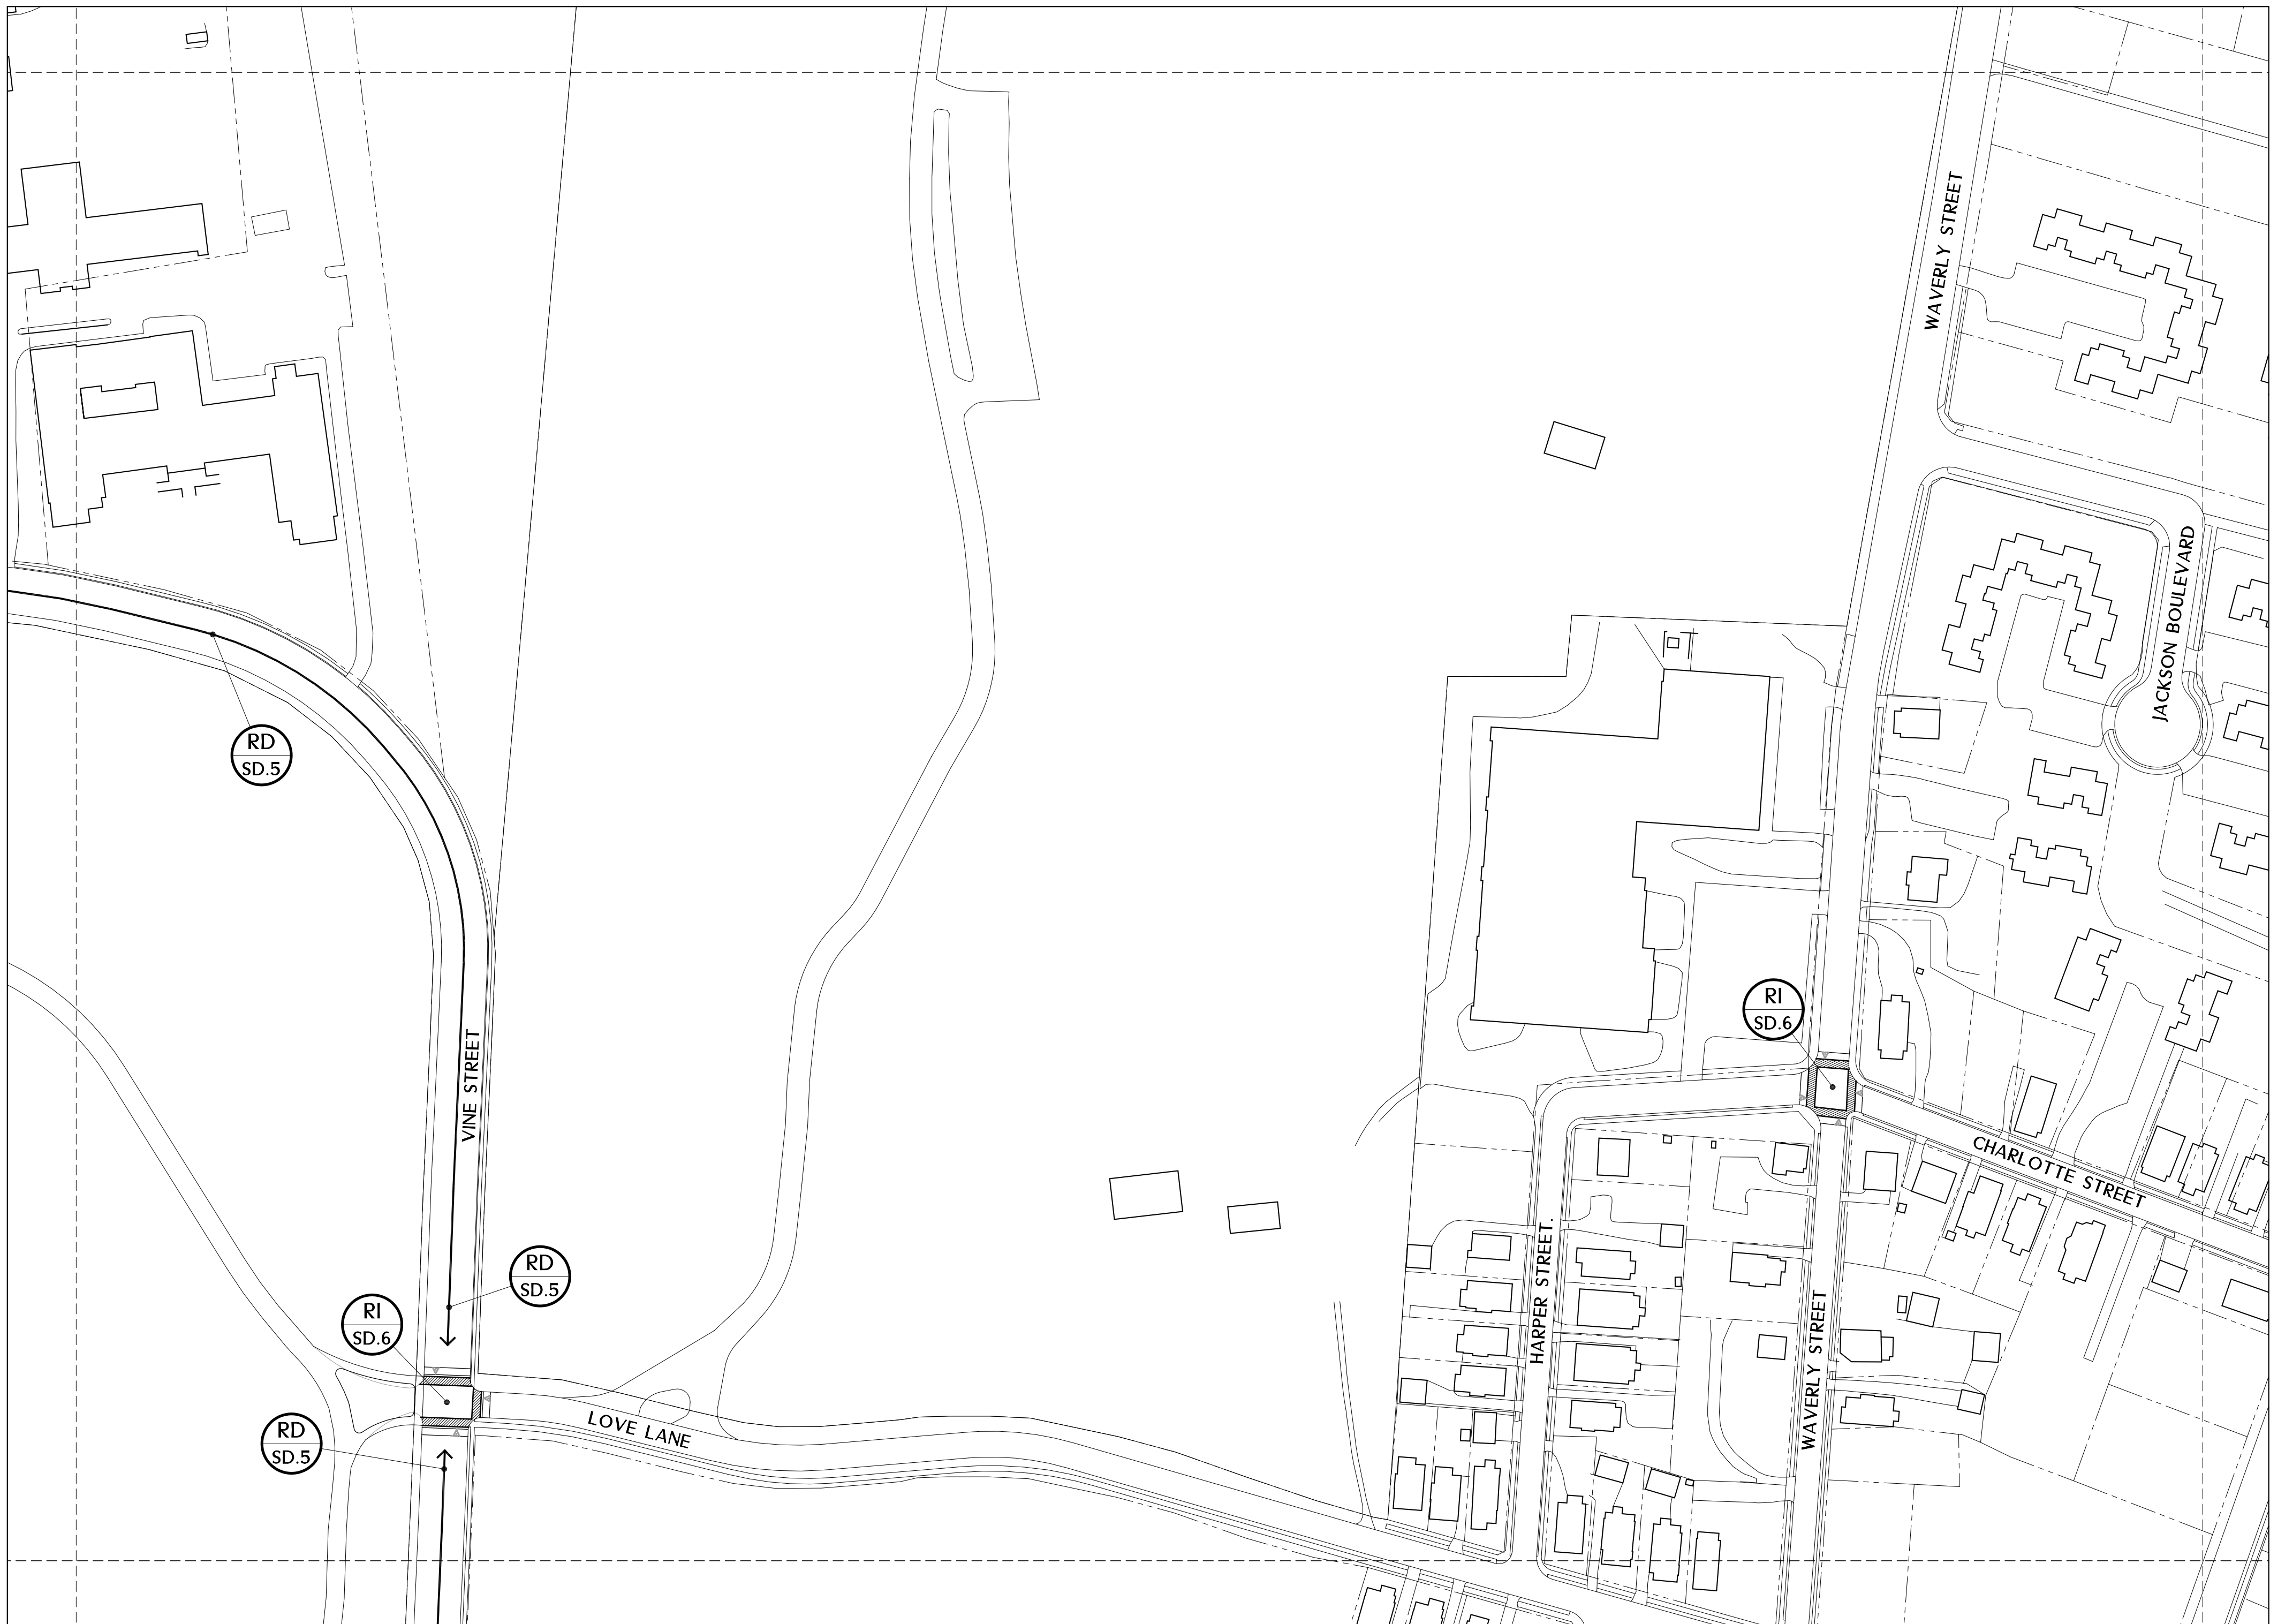 WAVERLY STREET
JACKSON BOULEVARD
RD
SD.5
RI
SD.6
VINE STREET
CHARLOTTE STREET
RD
SD.5
RI
SD.6
HARPER STREET.
WAVERLY STREET
LOVE LANE
RD
SD.5